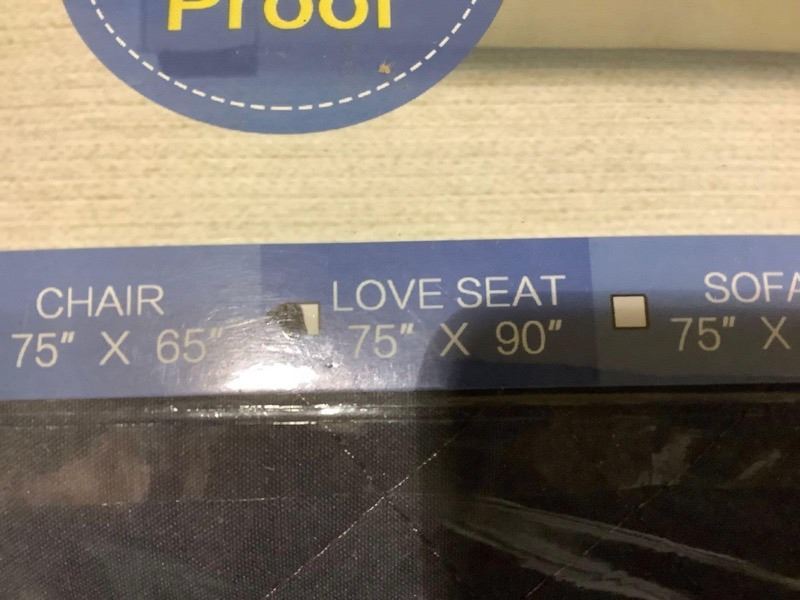 Proof
CHAIR
75" X 65"
LOVE SEAT
75" X 90"
SOFA
75" X